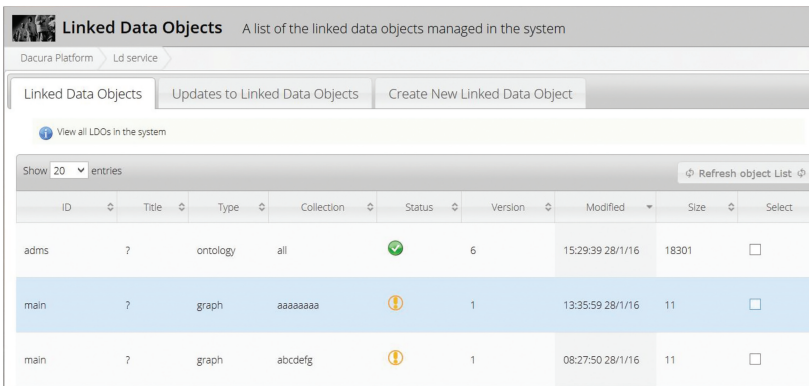 Linked Data Objects A list of the linked data objects managed in the system
Dacura Platform Ld service
Linked Data Objects Updates to Linked Data Objects Create New Linked Data Object
View all LDOs in the system
Show 20 entries Refresh object List
ID Title Type Collection Status Version Modified Size Select
adms ? ontology all 6 15:29:39 28/1/16 18301
main ? graph aaaaaaaa 1 13:35:59 28/1/16 11
main ? graph abcdefg 1 08:27:50 28/1/16 11